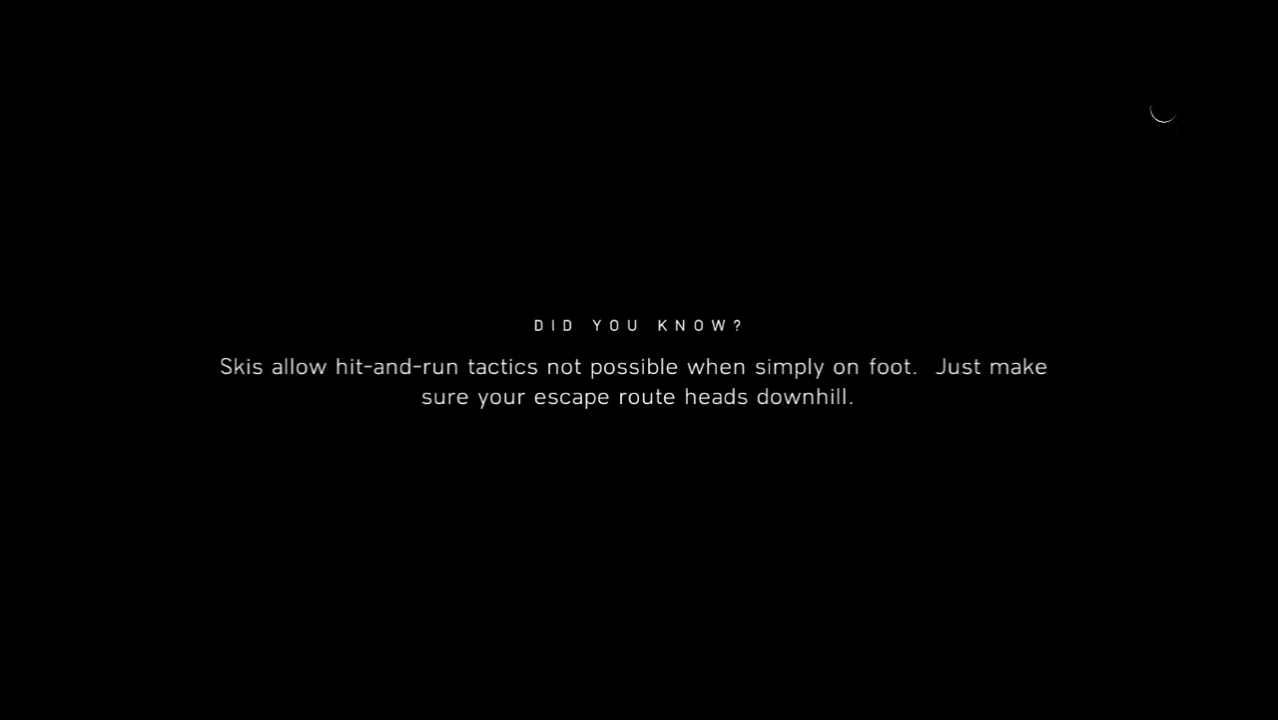 DID YOU KNOW?
Skis allow hit-and-run tactics not possible when simply on foot.  Just make
sure your escape route heads downhill.